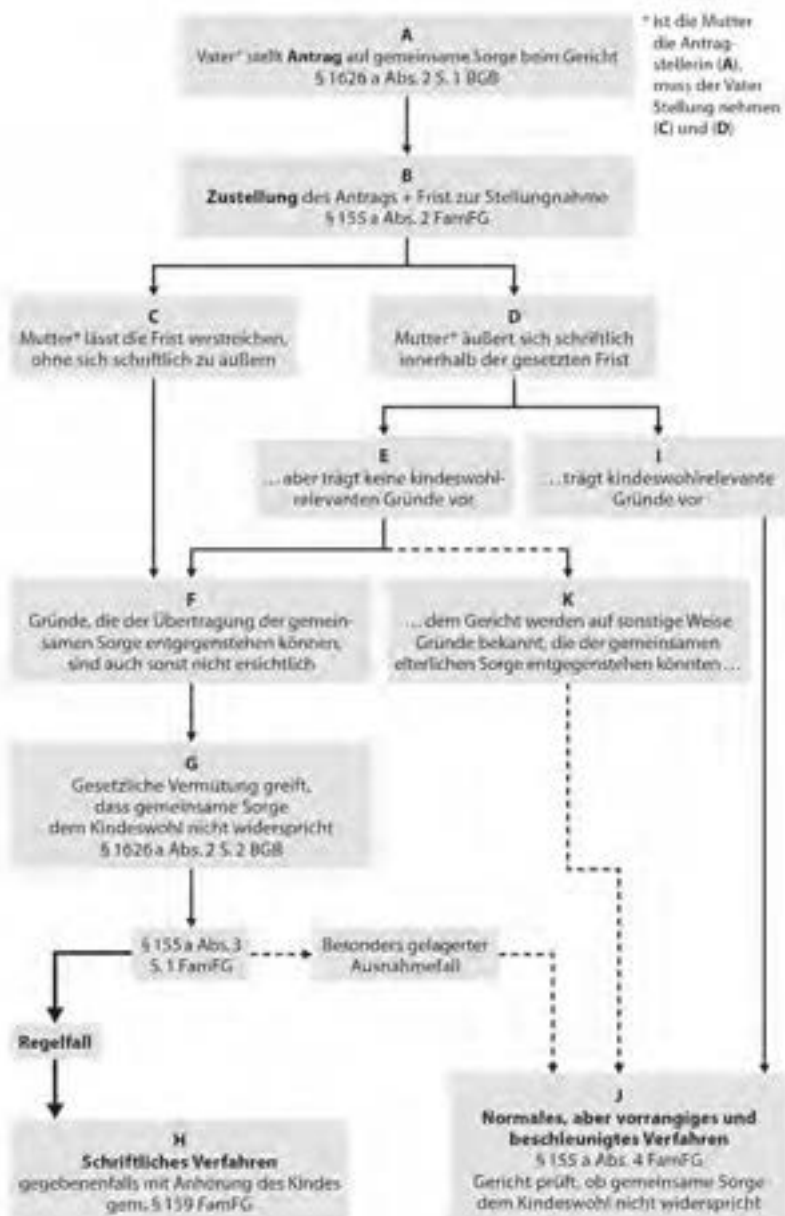 A
Vater* stellt Antrag auf gemeinsame Sorge beim Gericht
§ 1626 a Abs. 2 S. 1 BGB
* Ist die Mutter
die Antrag-
stellerin (A),
muss der Vater
Stellung nehmen
(C) und (D)
B
Zustellung des Antrags + Frist zur Stellungnahme
§ 155 a Abs. 2 FamFG
C
Mutter* lässt die Frist verstreichen,
ohne sich schriftlich zu äußern
D
Mutter* äußert sich schriftlich
innerhalb der gesetzten Frist
E
... aber trägt keine kindeswohl-
relevanten Gründe vor
I
... trägt kindeswohlrelevante
Gründe vor
F
Gründe, die der Übertragung der gemein-
samen Sorge entgegenstehen können,
sind auch sonst nicht ersichtlich
K
... dem Gericht werden auf sonstige Weise
Gründe bekannt, die der gemeinsamen
elterlichen Sorge entgegenstehen könnten ...
G
Gesetzliche Vermutung greift,
dass gemeinsame Sorge
dem Kindeswohl nicht widerspricht
§ 1626 a Abs. 2 S. 2 BGB
§ 155 a Abs. 3
S. 1 FamFG
Besonders gelagerter
Ausnahmefall
Regelfall
H
Schriftliches Verfahren
gegebenenfalls mit Anhörung des Kindes
gem. § 159 FamFG
J
Normales, aber vorrangiges und
beschleunigtes Verfahren
§ 155 a Abs. 4 FamFG
Gericht prüft, ob gemeinsame Sorge
dem Kindeswohl nicht widerspricht